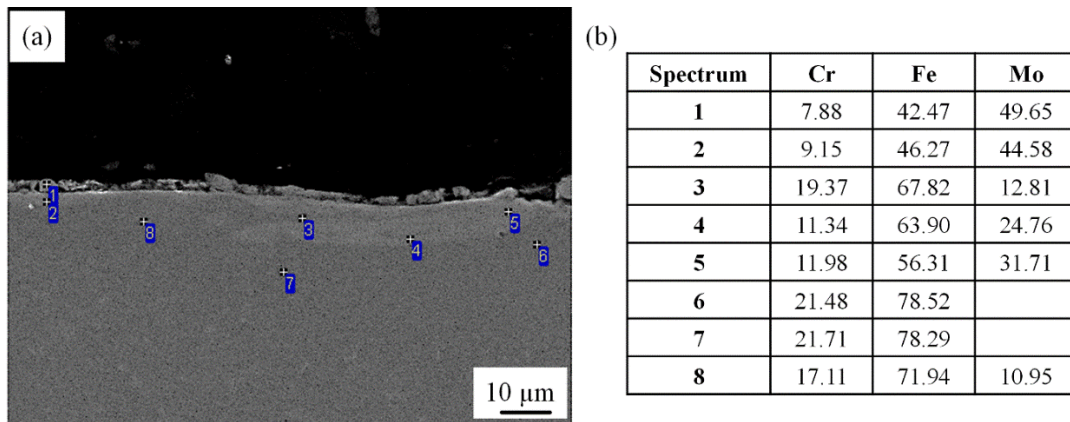 (a)
1
2
8
3
4
5
6
7
10 µm
(b)
Spectrum Cr Fe Mo
1 7.88 42.47 49.65
2 9.15 46.27 44.58
3 19.37 67.82 12.81
4 11.34 63.90 24.76
5 11.98 56.31 31.71
6 21.48 78.52
7 21.71 78.29
8 17.11 71.94 10.95